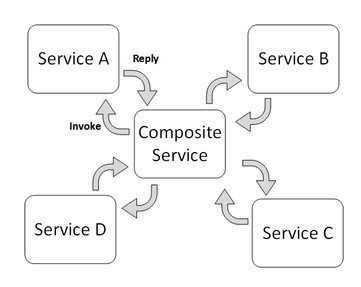 Service A
Reply
Service B
Invoke
Composite
Service
Service D
Service C